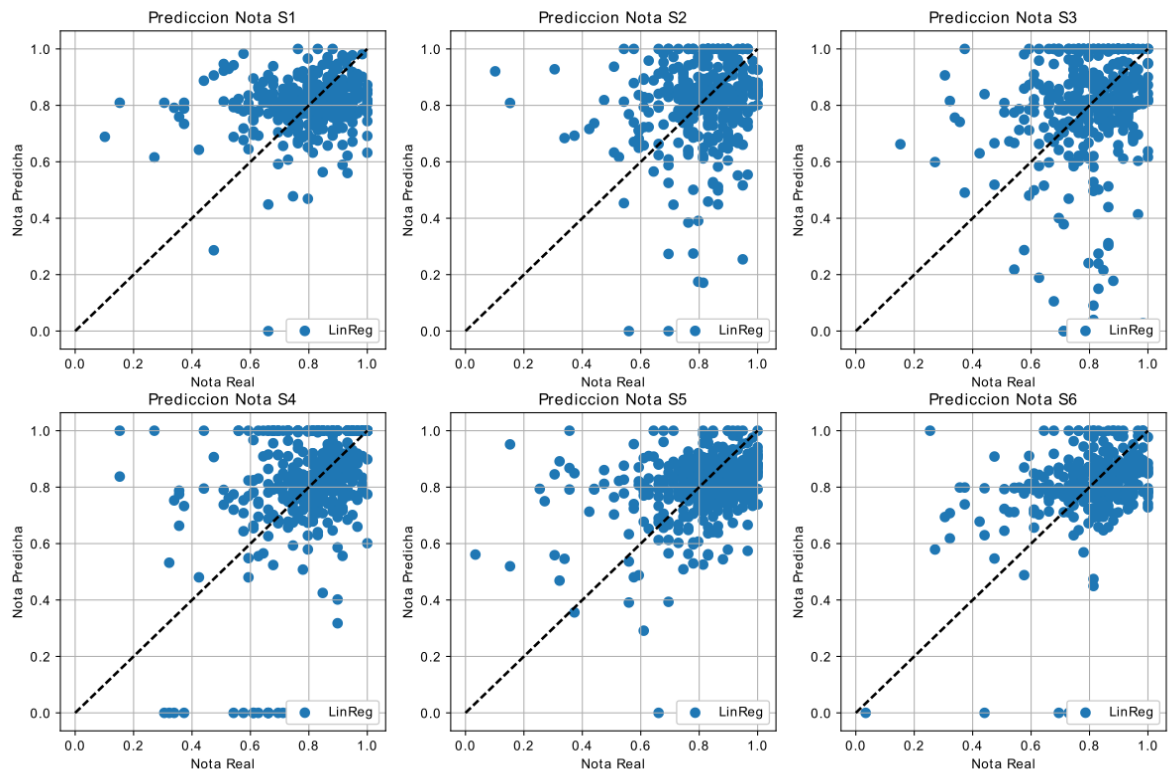 Prediccion Nota S1
1.0
0.8
0.6
0.4
0.2
0.0
Nota Predicha
LinReg
0.0 0.2 0.4 0.6 0.8 1.0
Nota Real
Prediccion Nota S2
1.0
0.8
0.6
0.4
0.2
0.0
Nota Predicha
LinReg
0.0 0.2 0.4 0.6 0.8 1.0
Nota Real
Prediccion Nota S3
1.0
0.8
0.6
0.4
0.2
0.0
Nota Predicha
LinReg
0.0 0.2 0.4 0.6 0.8 1.0
Nota Real
Prediccion Nota S4
1.0
0.8
0.6
0.4
0.2
0.0
Nota Predicha
LinReg
0.0 0.2 0.4 0.6 0.8 1.0
Nota Real
Prediccion Nota S5
1.0
0.8
0.6
0.4
0.2
0.0
Nota Predicha
LinReg
0.0 0.2 0.4 0.6 0.8 1.0
Nota Real
Prediccion Nota S6
1.0
0.8
0.6
0.4
0.2
0.0
Nota Predicha
LinReg
0.0 0.2 0.4 0.6 0.8 1.0
Nota Real